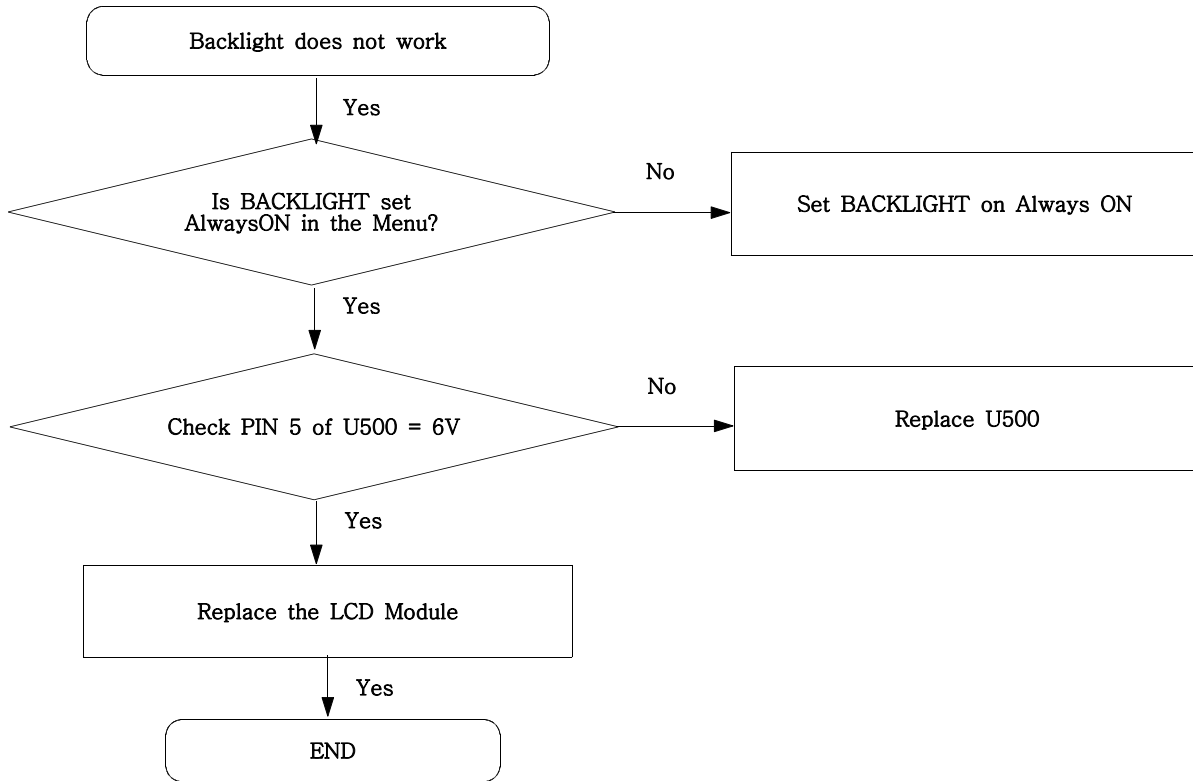 Backlight does not work
Yes
Is BACKLIGHT set
AlwaysON in the Menu?
No
Set BACKLIGHT on Always ON
Yes
Check PIN 5 of U500 = 6V
No
Replace U500
Yes
Replace the LCD Module
Yes
END